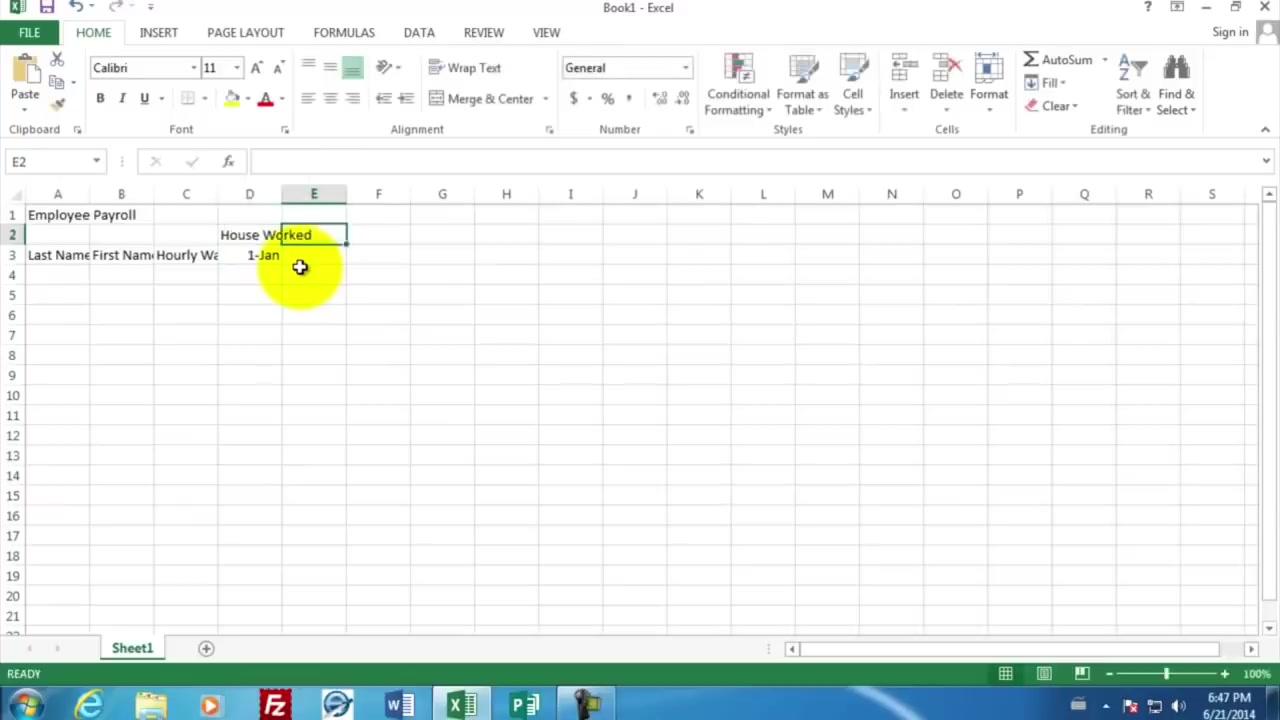 Book1 - Excel
?
FILE HOME INSERT PAGE LAYOUT FORMULAS DATA REVIEW VIEW Sign in
Calibri 11 Wrap Text General AutoSum
Fill
Paste B I U Merge & Center $ % , Conditional Formatting Format as Table Cell Styles Insert Delete Format Clear Sort & Filter Find & Select
Clipboard Font Alignment Number Styles Cells Editing
E2 fx
A B C D E F G H I J K L M N O P Q R S
1 Employee Payroll
2 House Worked
3 Last Name First Nam Hourly Wa 1-Jan
4
5
6
7
8
9
10
11
12
13
14
15
16
17
18
19
20
21
Sheet1
READY 100%
6:47 PM
6/21/2014